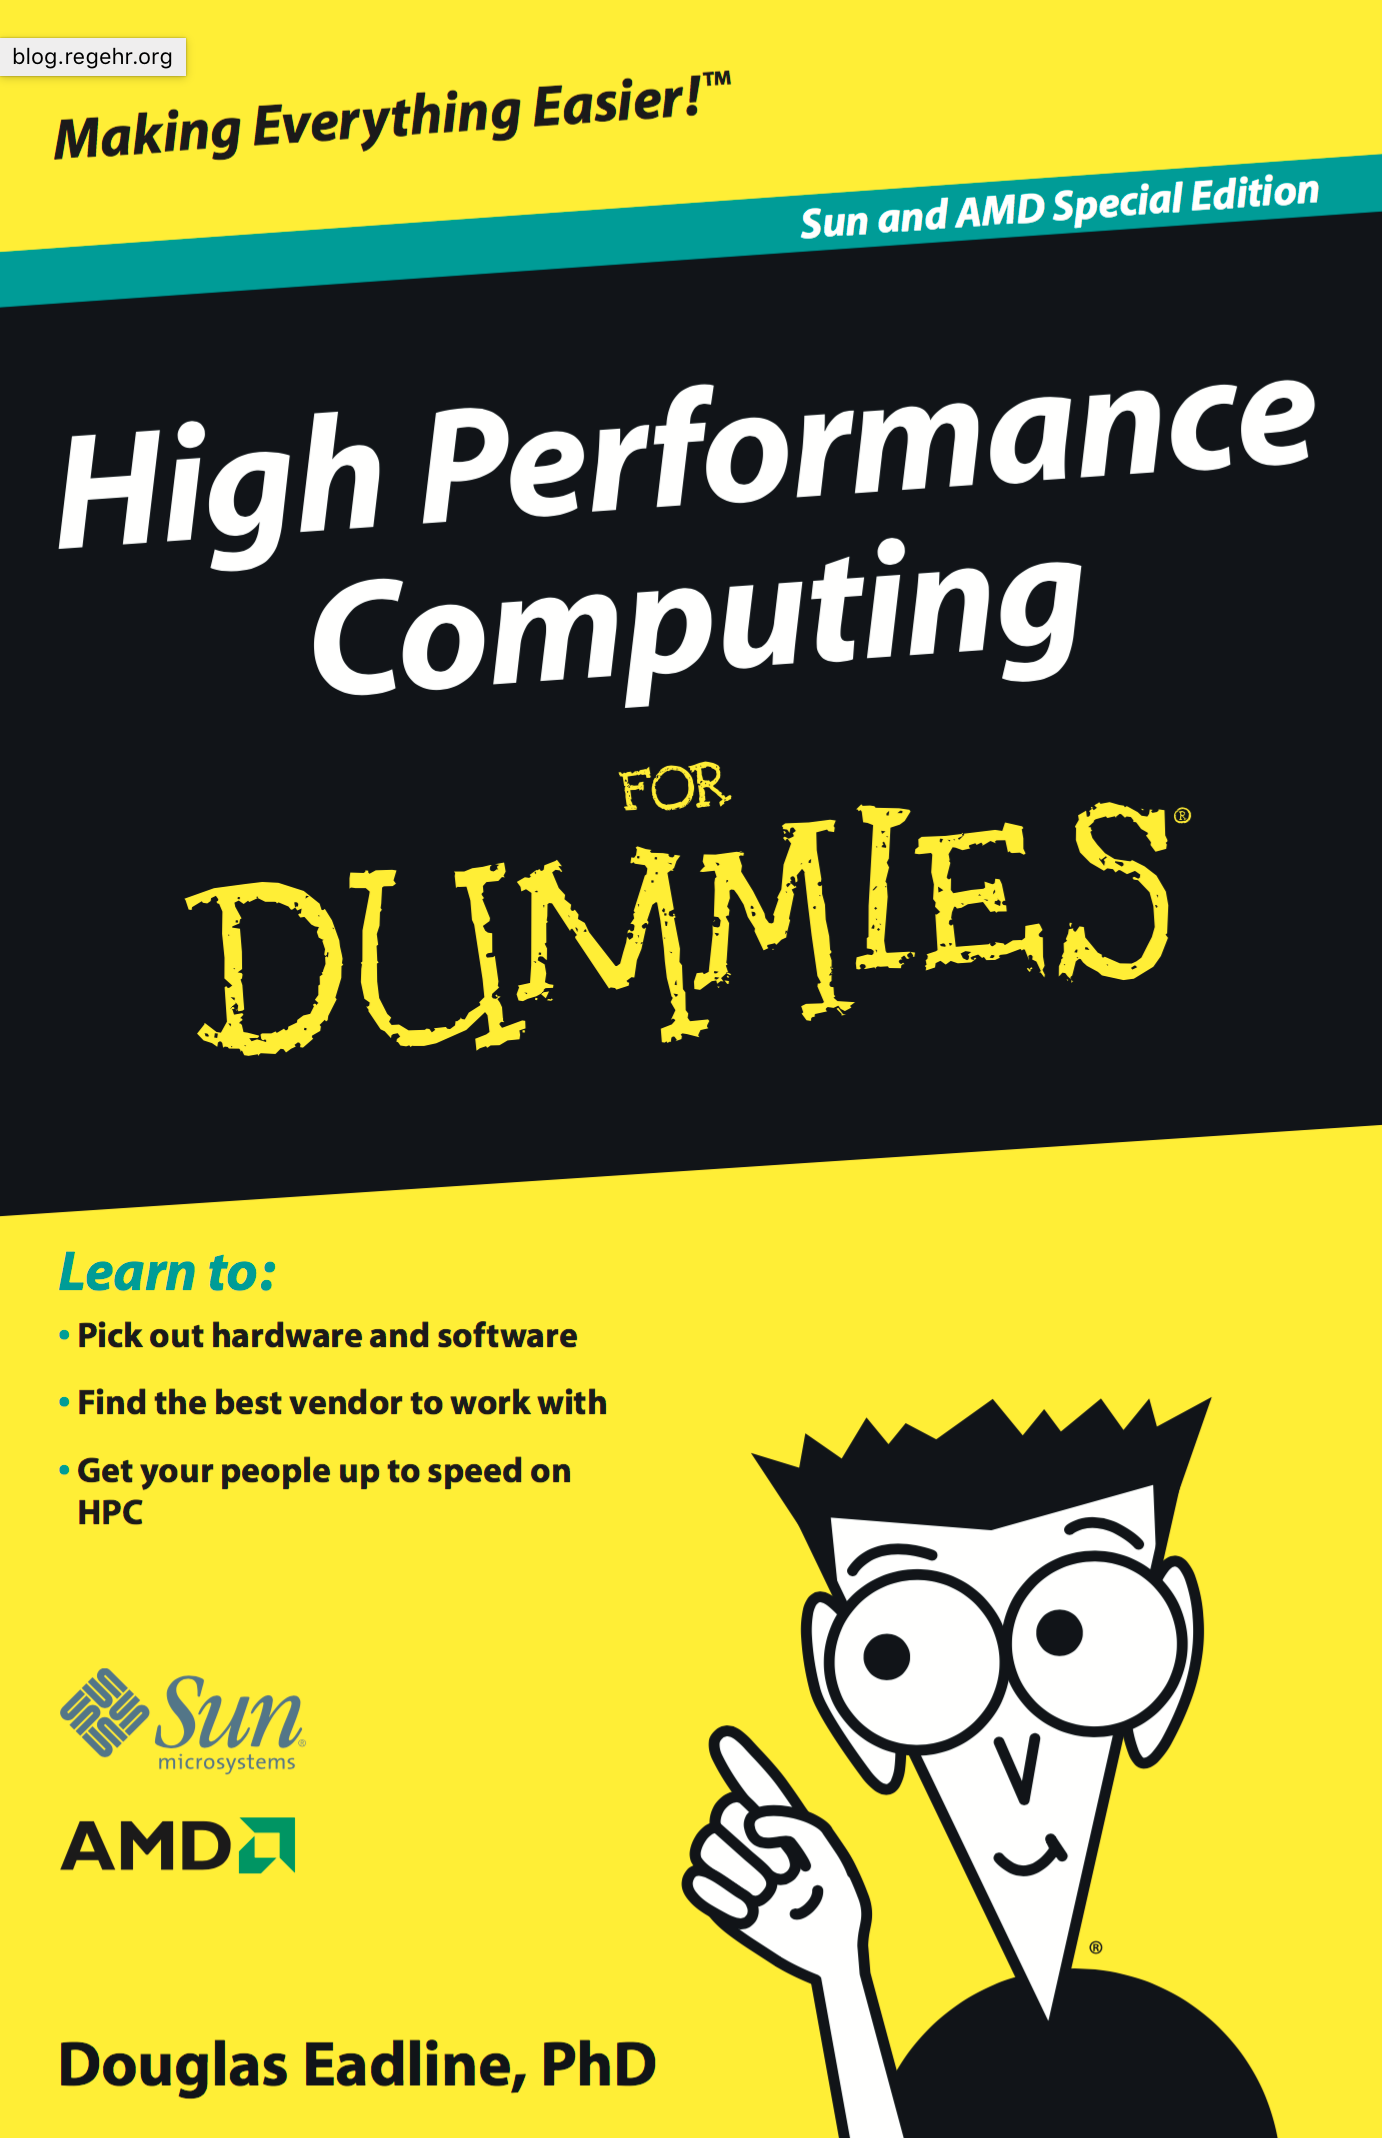 blog.regehr.org
Making Everything Easier!™
Sun and AMD Special Edition
High Performance
Computing
FOR
DUMMIES®
Learn to:
• Pick out hardware and software
• Find the best vendor to work with
• Get your people up to speed on
HPC
Sun®
microsystems
AMD
®
Douglas Eadline, PhD